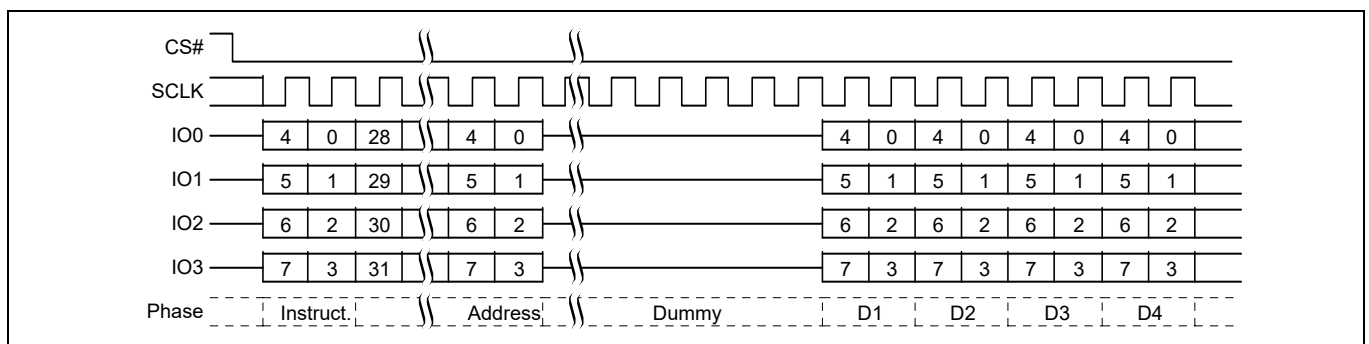 CS#
SCLK
IO0 4 0 28 4 0 4 0 4 0 4 0 4 0
IO1 5 1 29 5 1 5 1 5 1 5 1 5 1
IO2 6 2 30 6 2 6 2 6 2 6 2 6 2
IO3 7 3 31 7 3 7 3 7 3 7 3 7 3
Phase Instruct. Address Dummy D1 D2 D3 D4